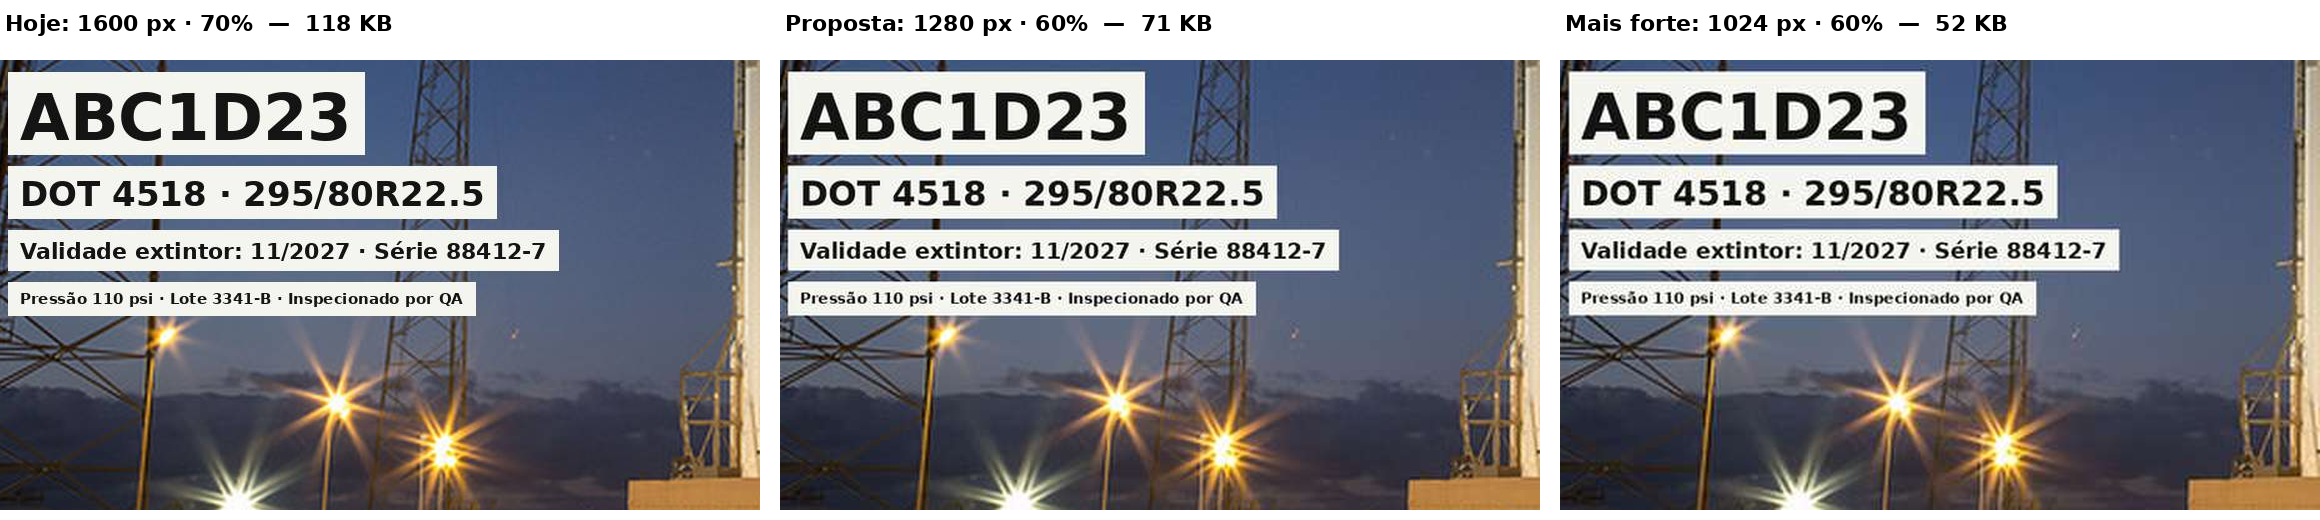 Hoje: 1600 px · 70% — 118 KB
ABC1D23
DOT 4518 · 295/80R22.5
Validade extintor: 11/2027 · Série 88412-7
Pressão 110 psi · Lote 3341-B · Inspecionado por QA
Proposta: 1280 px · 60% — 71 KB
ABC1D23
DOT 4518 · 295/80R22.5
Validade extintor: 11/2027 · Série 88412-7
Pressão 110 psi · Lote 3341-B · Inspecionado por QA
Mais forte: 1024 px · 60% — 52 KB
ABC1D23
DOT 4518 · 295/80R22.5
Validade extintor: 11/2027 · Série 88412-7
Pressão 110 psi · Lote 3341-B · Inspecionado por QA